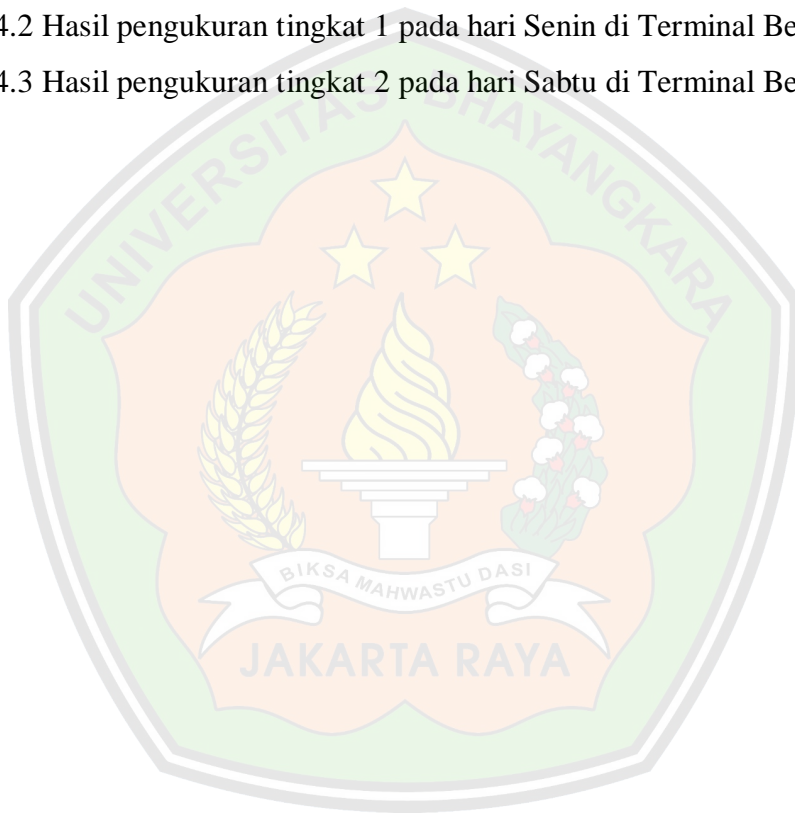 4.2 Hasil pengukuran tingkat 1 pada hari Senin di Terminal Be
4.3 Hasil pengukuran tingkat 2 pada hari Sabtu di Terminal Be
UNIVERSITAS BHAYANGKARA
BIKSA MAHWASTU DASI
JAKARTA RAYA